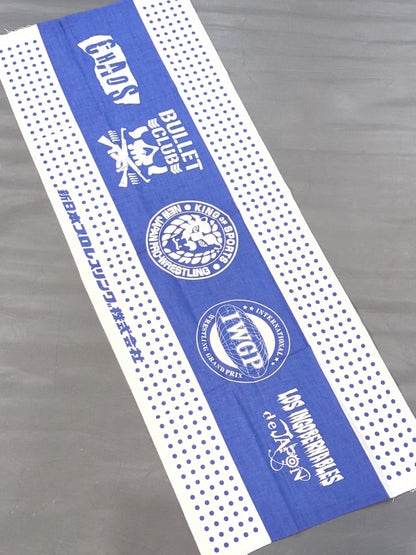 CHAOS
BULLET
CLUB
KING of SPORTS
NEW JAPAN PRO-WRESTLING
INTERNATIONAL
IWGP
WRESTLING GRAND PRIX
LOS INGOBERNABLES
de
JAPON
新日本プロレスリング株式会社